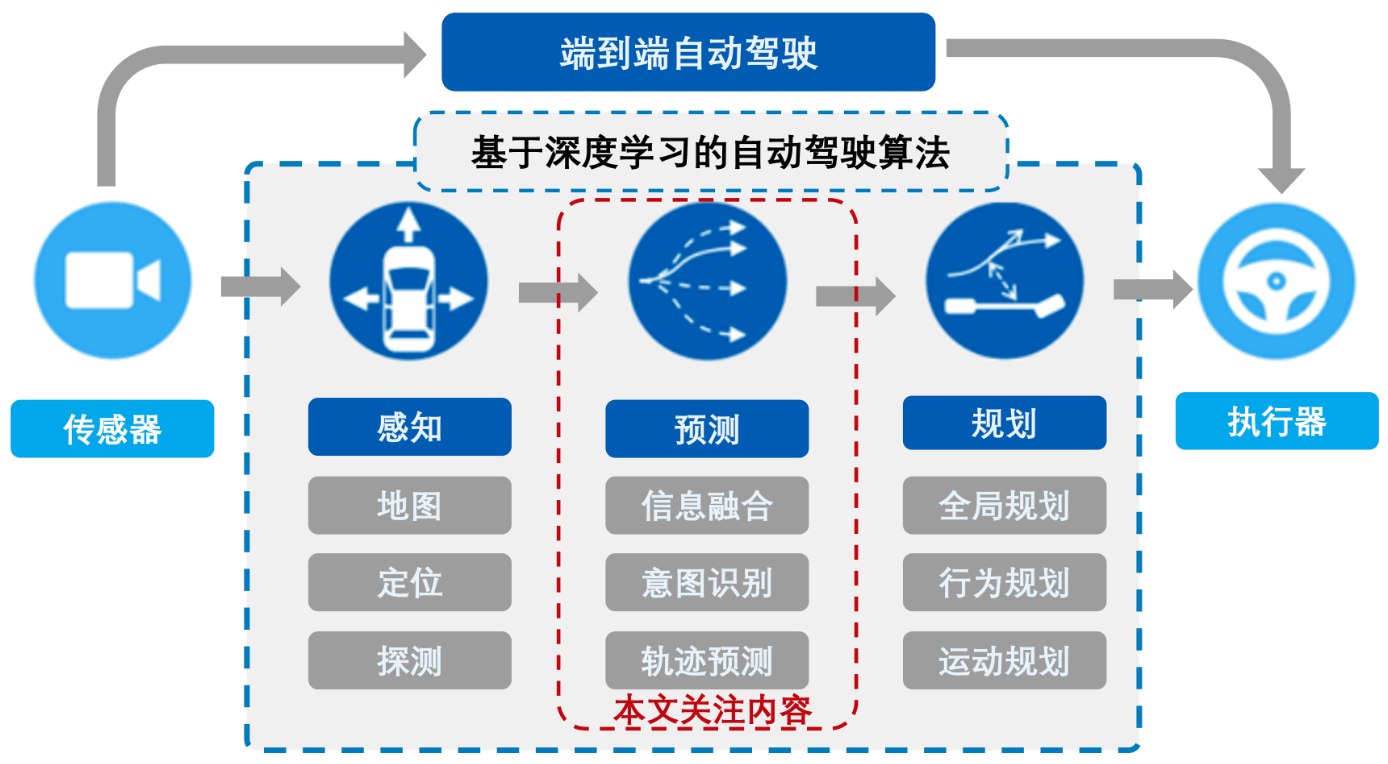 端到端自动驾驶
基于深度学习的自动驾驶算法
传感器
感知
预测
规划
执行器
地图
信息融合
全局规划
定位
意图识别
行为规划
探测
轨迹预测
运动规划
本文关注内容